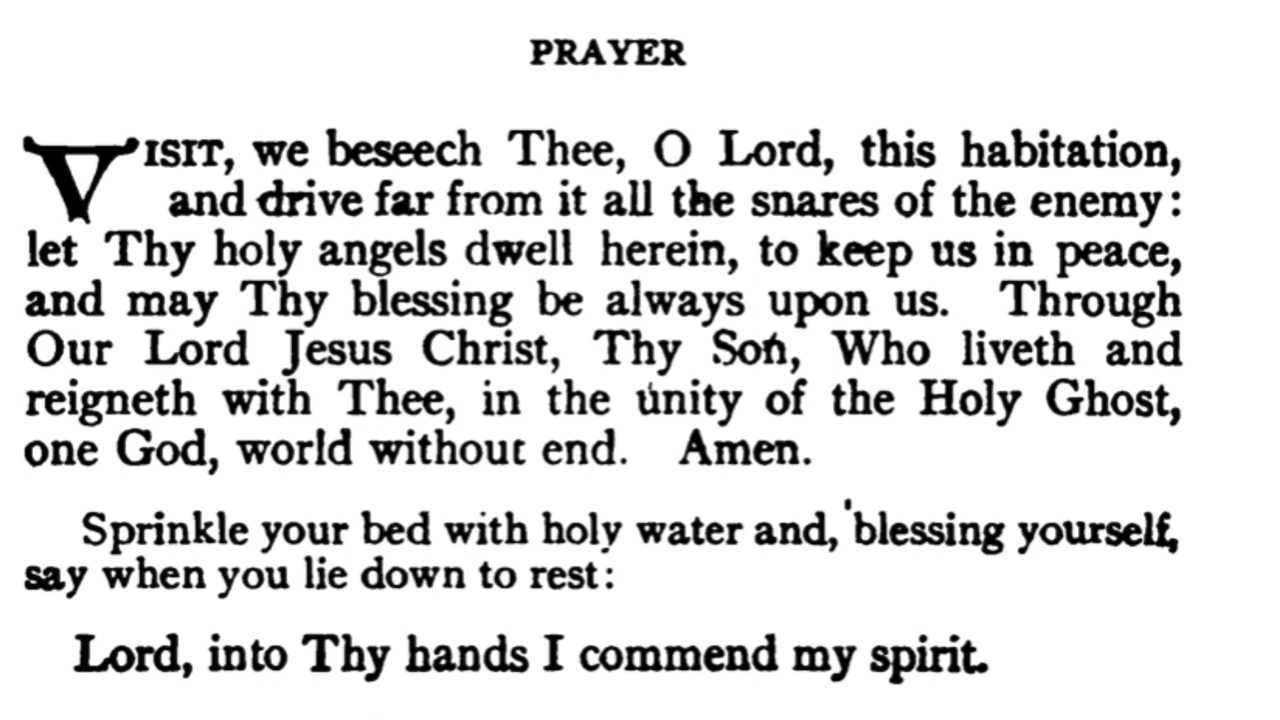 PRAYER
VISIT, we beseech Thee, O Lord, this habitation,
and drive far from it all the snares of the enemy:
let Thy holy angels dwell herein, to keep us in peace,
and may Thy blessing be always upon us. Through
Our Lord Jesus Christ, Thy Son, Who liveth and
reigneth with Thee, in the unity of the Holy Ghost,
one God, world without end. Amen.
Sprinkle your bed with holy water and, blessing yourself,
say when you lie down to rest:
Lord, into Thy hands I commend my spirit.